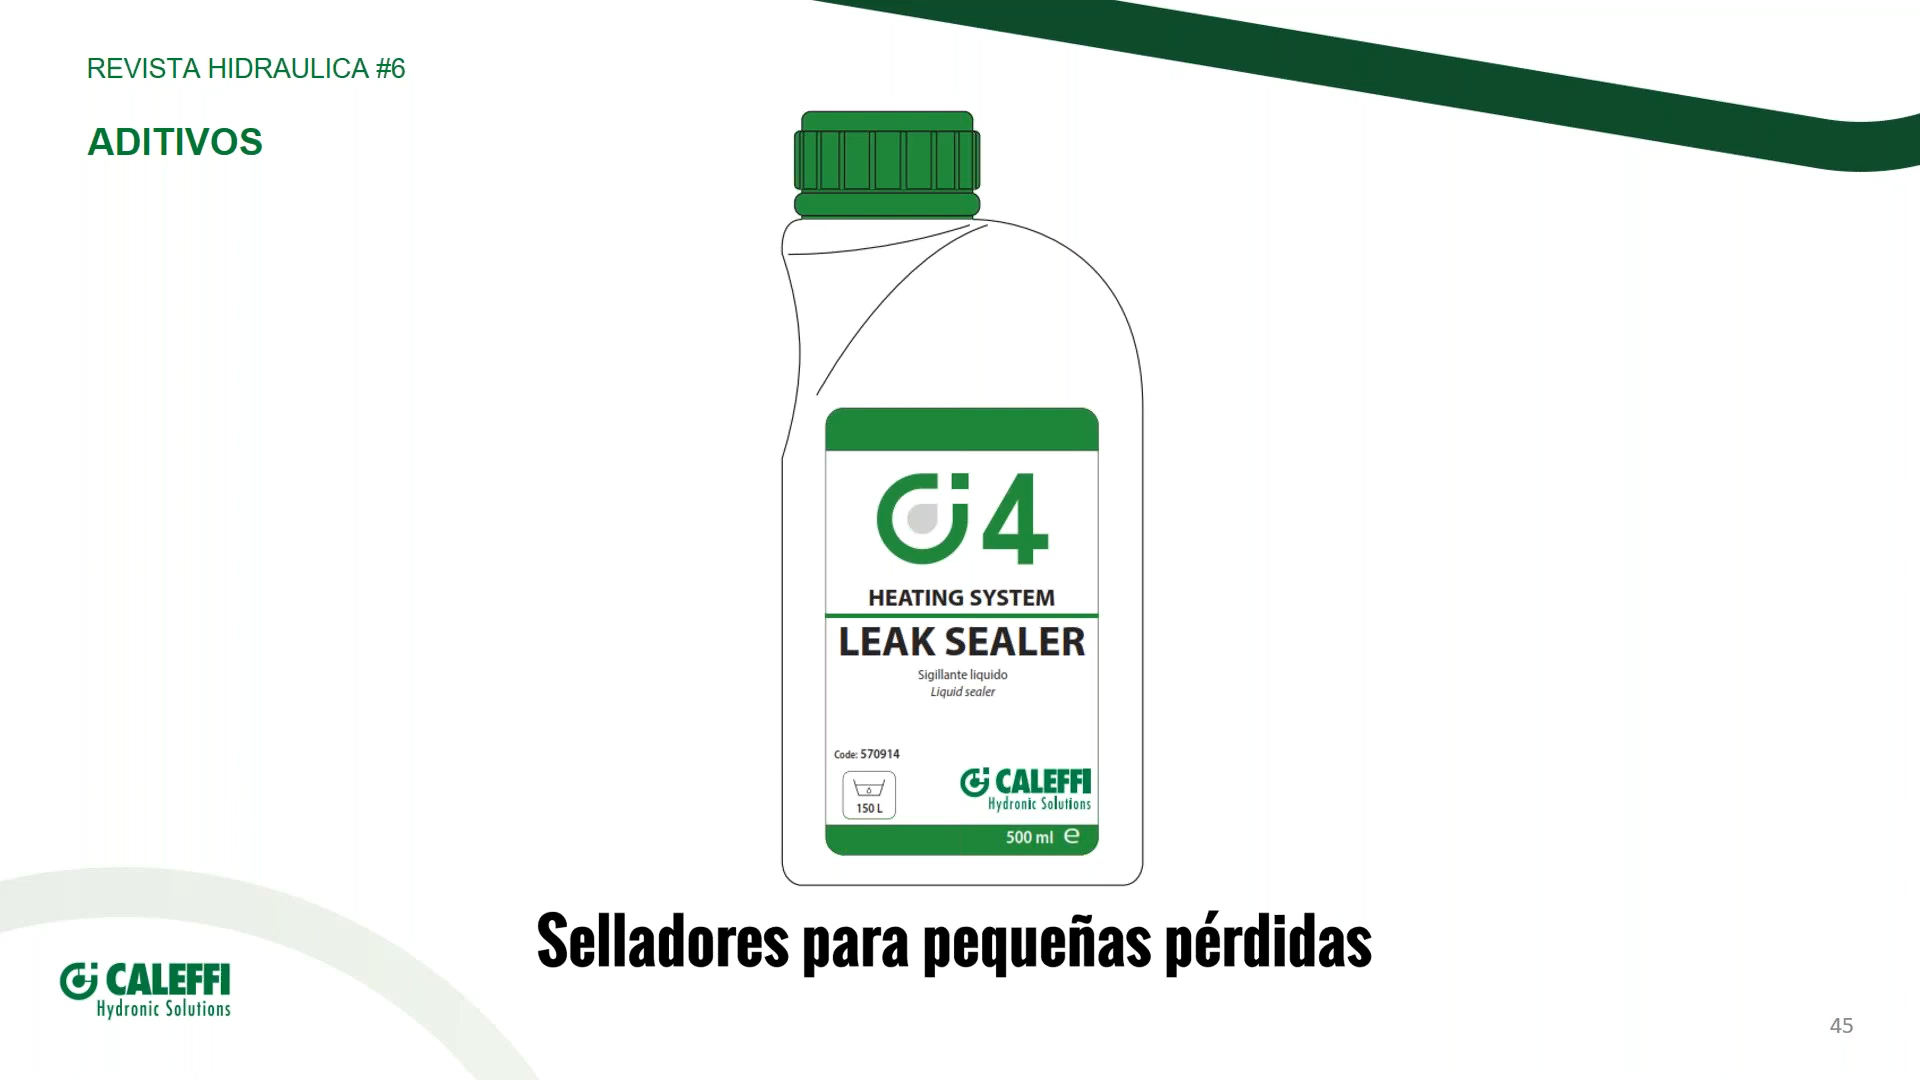 REVISTA HIDRAULICA #6
ADITIVOS
4
HEATING SYSTEM
LEAK SEALER
Sigillante liquido
Liquid sealer
Code: 570914
150 L
CALEFFI
Hydronic Solutions
500 ml ℮
Selladores para pequeñas pérdidas
CALEFFI
Hydronic Solutions
45